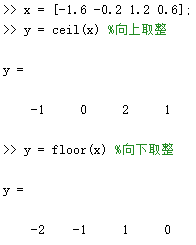 >> x = [-1.6 -0.2 1.2 0.6];
>> y = ceil(x) %向上取整
y =
-1 0 2 1
>> y = floor(x) %向下取整
y =
-2 -1 1 0